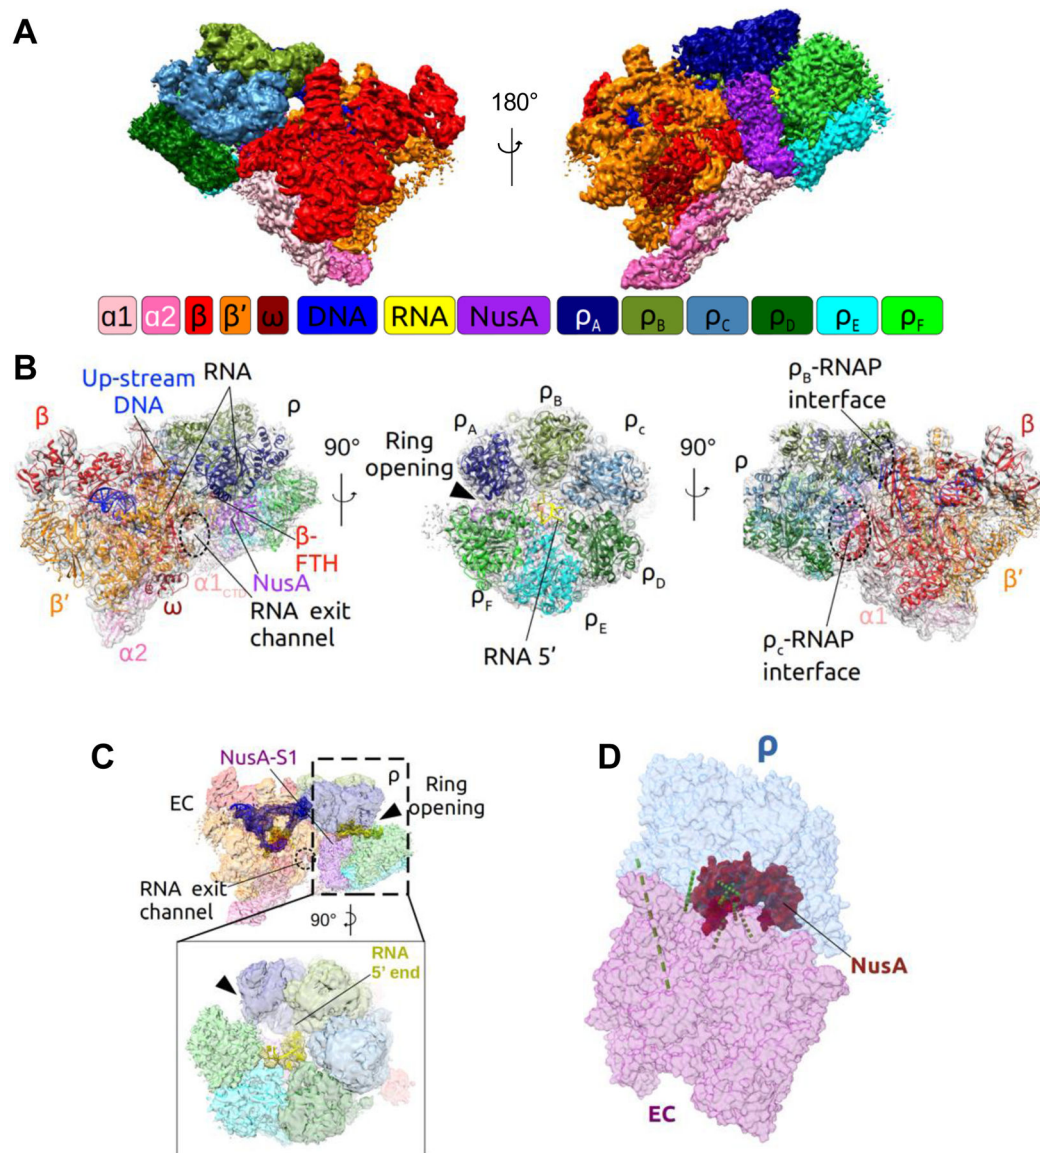 A
180°
α1 α2 β β' ω DNA RNA NusA ρA ρB ρC ρD ρE ρF
B
Up-stream
DNA
RNA
β
ρ
β'
α2
ω
α1CTD
NusA
β-
FTH
RNA exit
channel
90°
Ring
opening
ρA
ρB
ρc
ρD
ρE
ρF
RNA 5'
90°
ρB-RNAP
interface
ρ
β
β'
α1
ρc-RNAP
interface
C
NusA-S1
EC
ρ
Ring
opening
RNA exit
channel
90°
RNA
5' end
D
ρ
NusA
EC